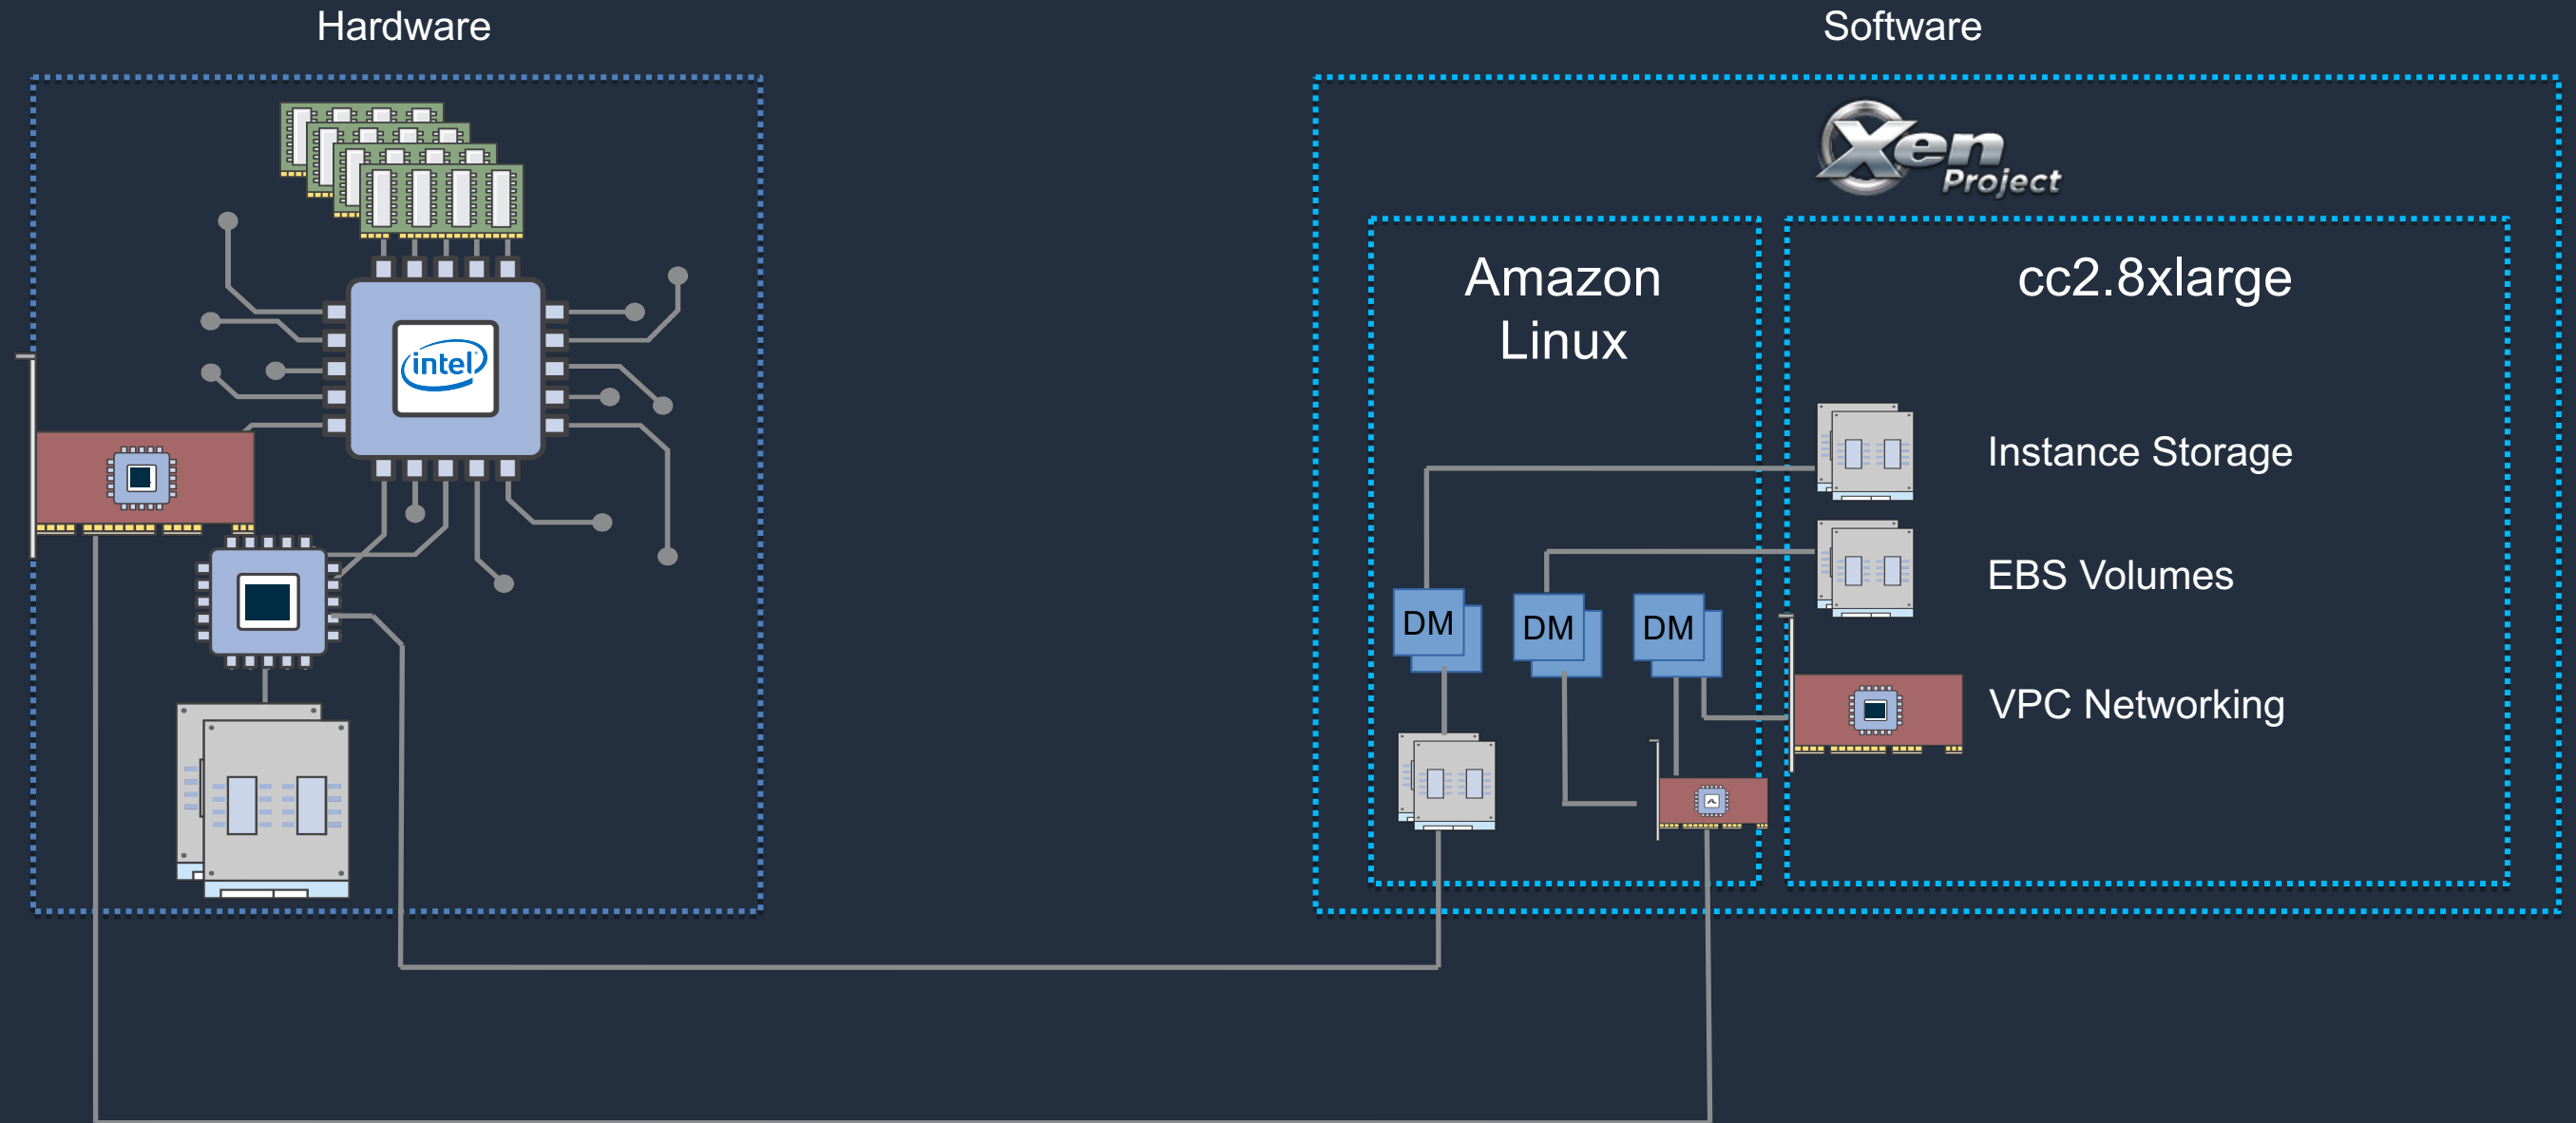 Hardware
Software
Xen
Project
Amazon
Linux
cc2.8xlarge
intel
Instance Storage
EBS Volumes
DM
DM
DM
VPC Networking